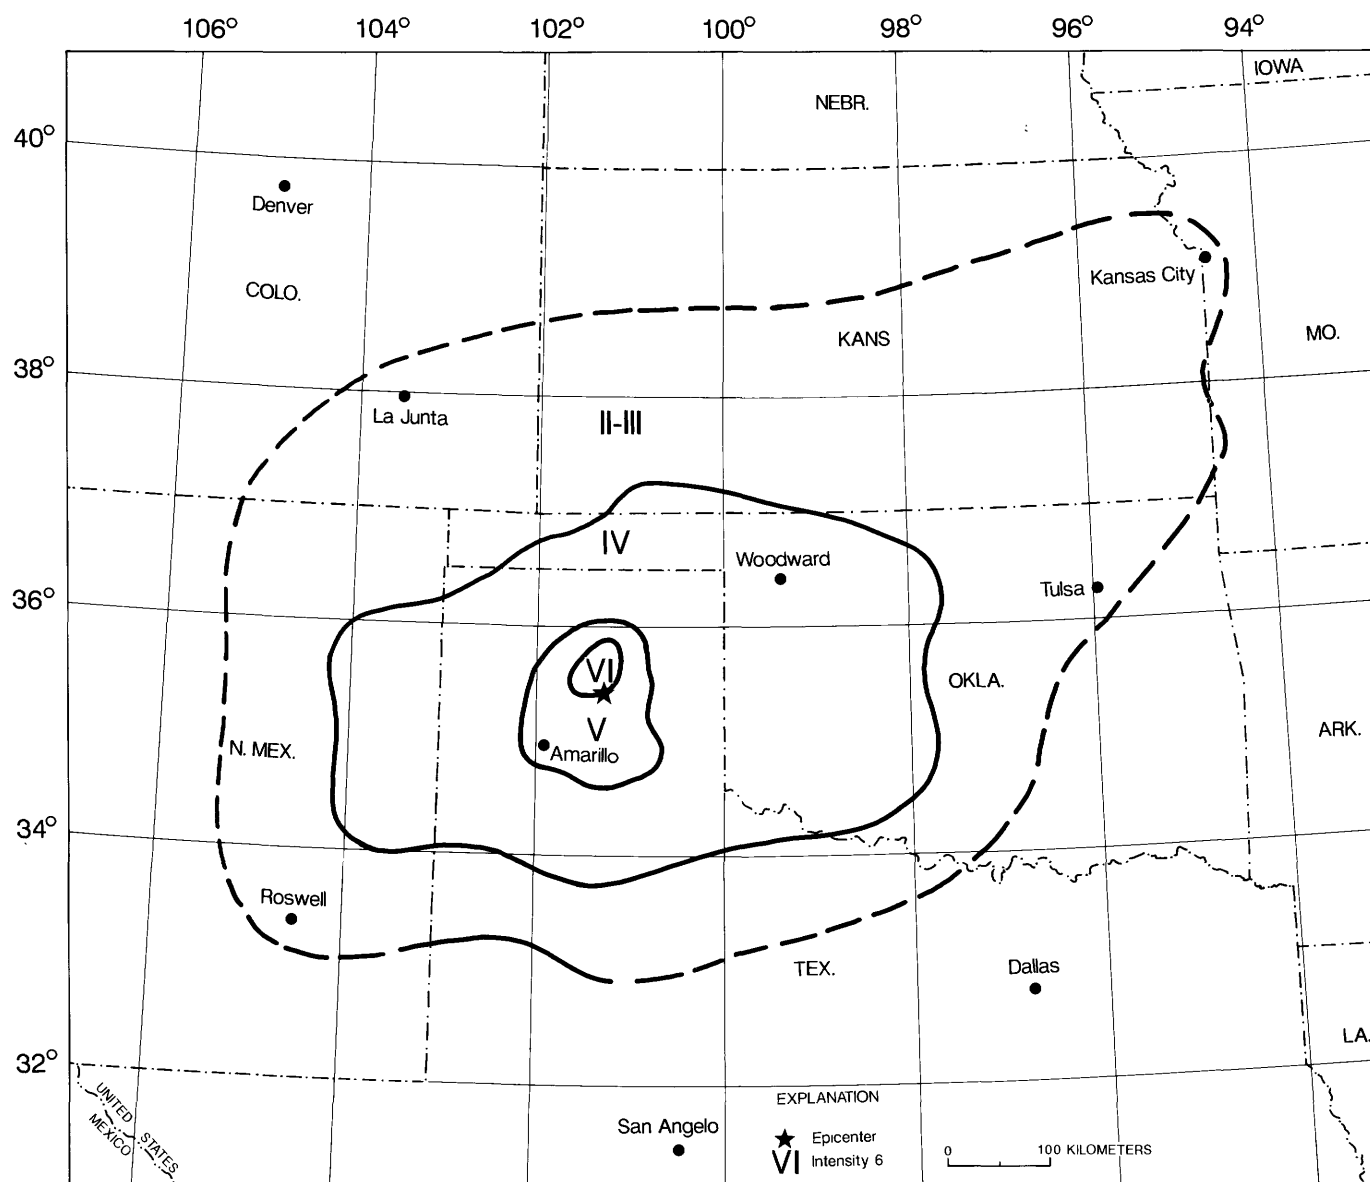 106° 104° 102° 100° 98° 96° 94°
IOWA
NEBR.
40°
Denver
Kansas City
COLO.
MO.
KANS
38°
La Junta
II-III
IV
Woodward
Tulsa
36°
VI
OKLA.
V
ARK.
N. MEX.
Amarillo
34°
Roswell
TEX.
Dallas
LA.
32°
UNITED STATES
MEXICO
EXPLANATION
San Angelo
Epicenter
VI Intensity 6
0 100 KILOMETERS